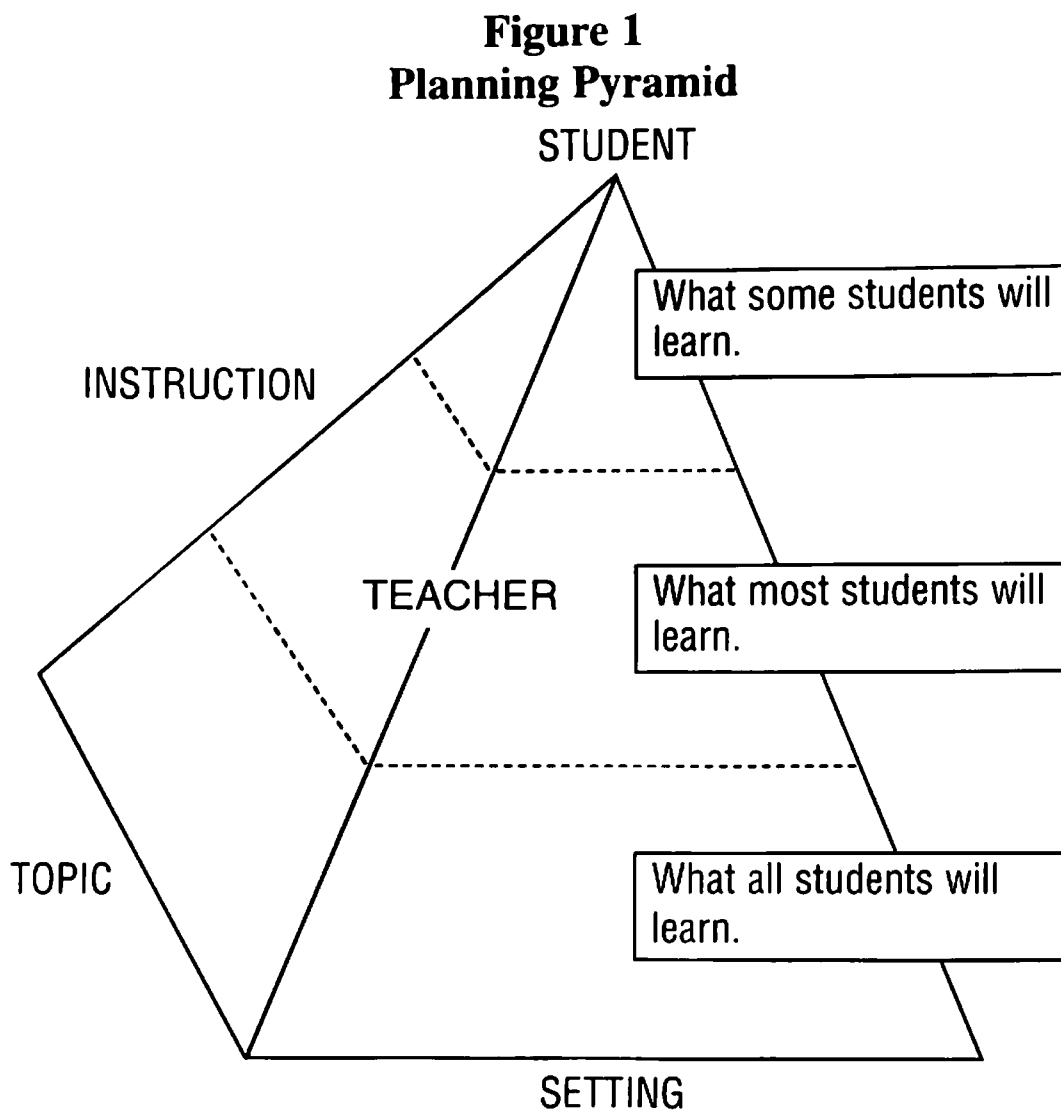 Figure 1
Planning Pyramid
STUDENT
What some students will
learn.
INSTRUCTION
TEACHER
What most students will
learn.
TOPIC
What all students will
learn.
SETTING